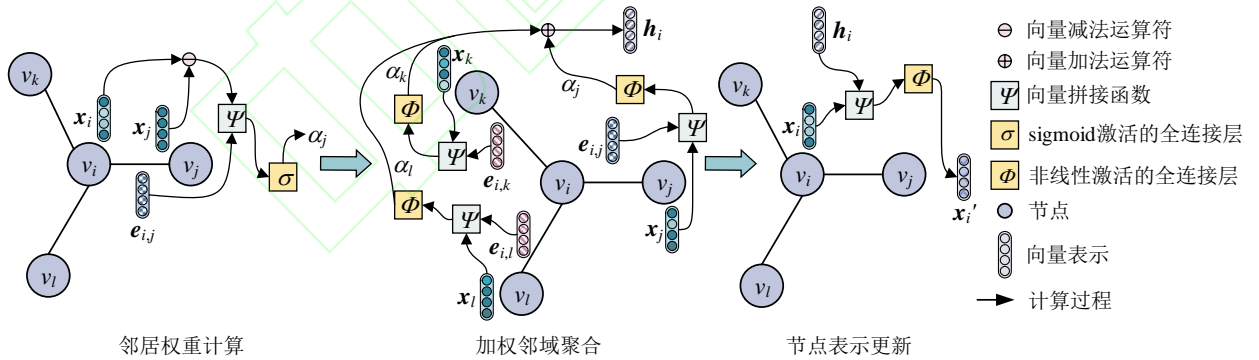 v_k
x_i
x_j
v_i
v_j
e_{i,j}
v_l
⊖
Ψ
σ
α_j
邻居权重计算
α_k
x_k
Φ
v_k
Ψ
e_{i,k}
α_l
Φ
Ψ
e_{i,l}
x_l
v_l
v_i
v_j
⊕
h_i
α_j
Φ
Ψ
e_{i,j}
x_j
加权邻域聚合
h_i
v_k
x_i
Ψ
Φ
v_i
v_j
x_i'
v_l
节点表示更新
⊖ 向量减法运算符
⊕ 向量加法运算符
Ψ 向量拼接函数
σ sigmoid激活的全连接层
Φ 非线性激活的全连接层
节点
向量表示
计算过程